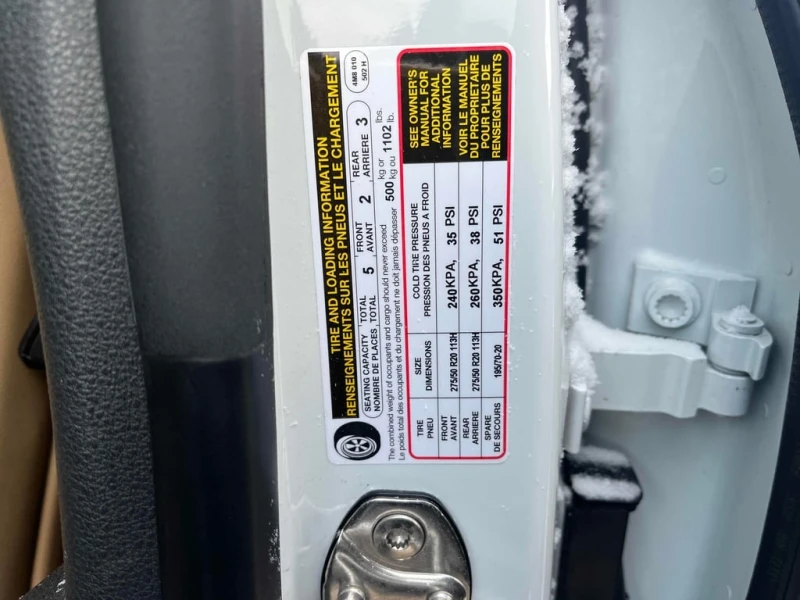 TIRE AND LOADING INFORMATION
RENSEIGNEMENTS SUR LES PNEUS ET LE CHARGEMENT
4M8 010
502 H
SEATING CAPACITY TOTAL 5 FRONT 2 REAR 3
NOMBRE DE PLACES TOTAL AVANT ARRIERE
The combined weight of occupants and cargo should never exceed 500 kg or 1102 lbs.
Le poids total des occupants et du chargement ne doit jamais dépasser kg ou lb.
TIRE SIZE COLD TIRE PRESSURE
PNEU DIMENSIONS PRESSION DES PNEUS A FROID
FRONT
AVANT 275/50 R20 113H 240KPA, 35 PSI
REAR
ARRIERE 275/50 R20 113H 260KPA, 38 PSI
SPARE
DE SECOURS 195/70-20 350KPA, 51 PSI
SEE OWNER'S
MANUAL FOR
ADDITIONAL
INFORMATION
VOIR LE MANUEL
DU PROPRIETAIRE
POUR PLUS DE
RENSEIGNEMENTS